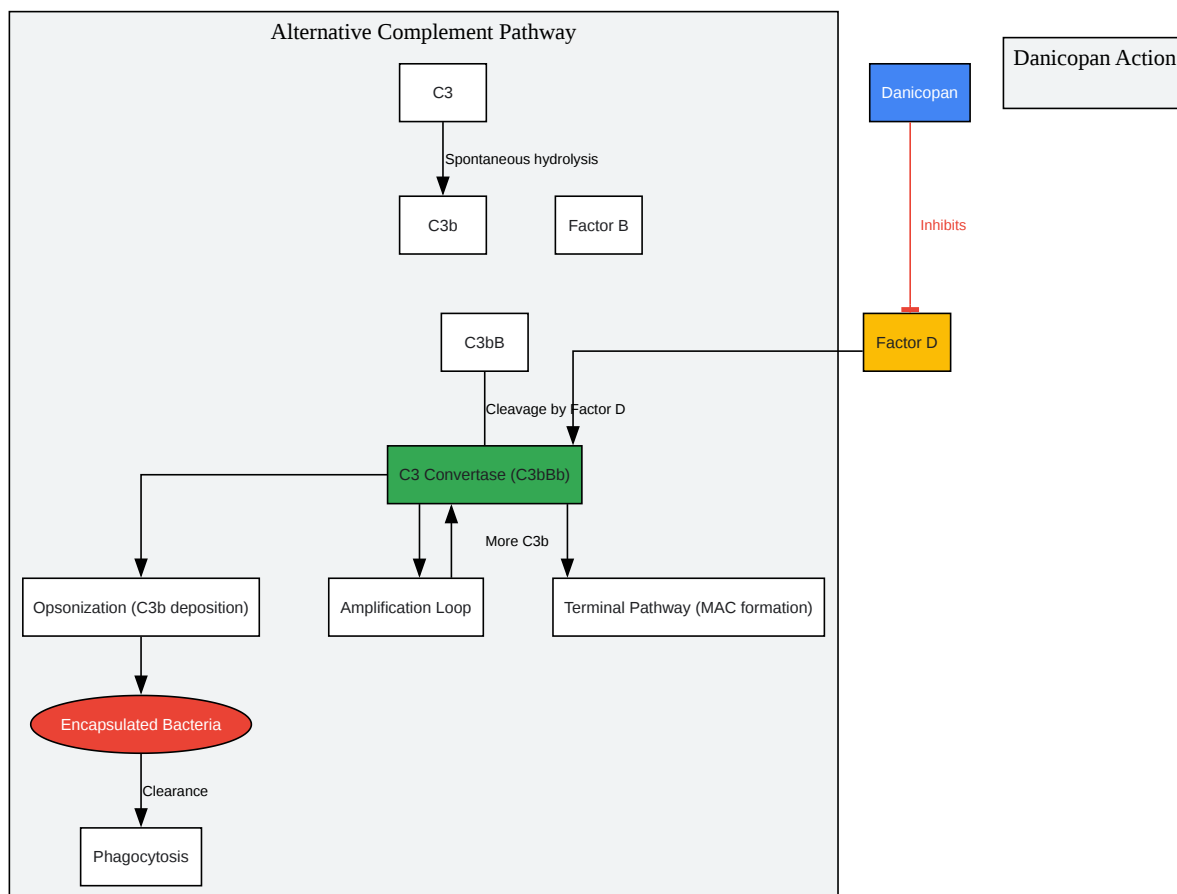 Alternative Complement Pathway
Danicopan Action
C3
Danicopan
Spontaneous hydrolysis
C3b
Factor B
Inhibits
C3bB
Factor D
Cleavage by Factor D
C3 Convertase (C3bBb)
More C3b
Opsonization (C3b deposition)
Amplification Loop
Terminal Pathway (MAC formation)
Encapsulated Bacteria
Clearance
Phagocytosis